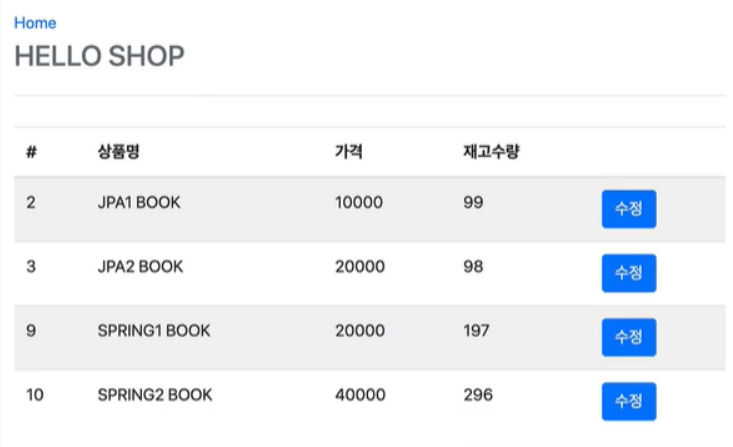 Home
HELLO SHOP
# 상품명 가격 재고수량
2 JPA1 BOOK 10000 99 수정
3 JPA2 BOOK 20000 98 수정
9 SPRING1 BOOK 20000 197 수정
10 SPRING2 BOOK 40000 296 수정